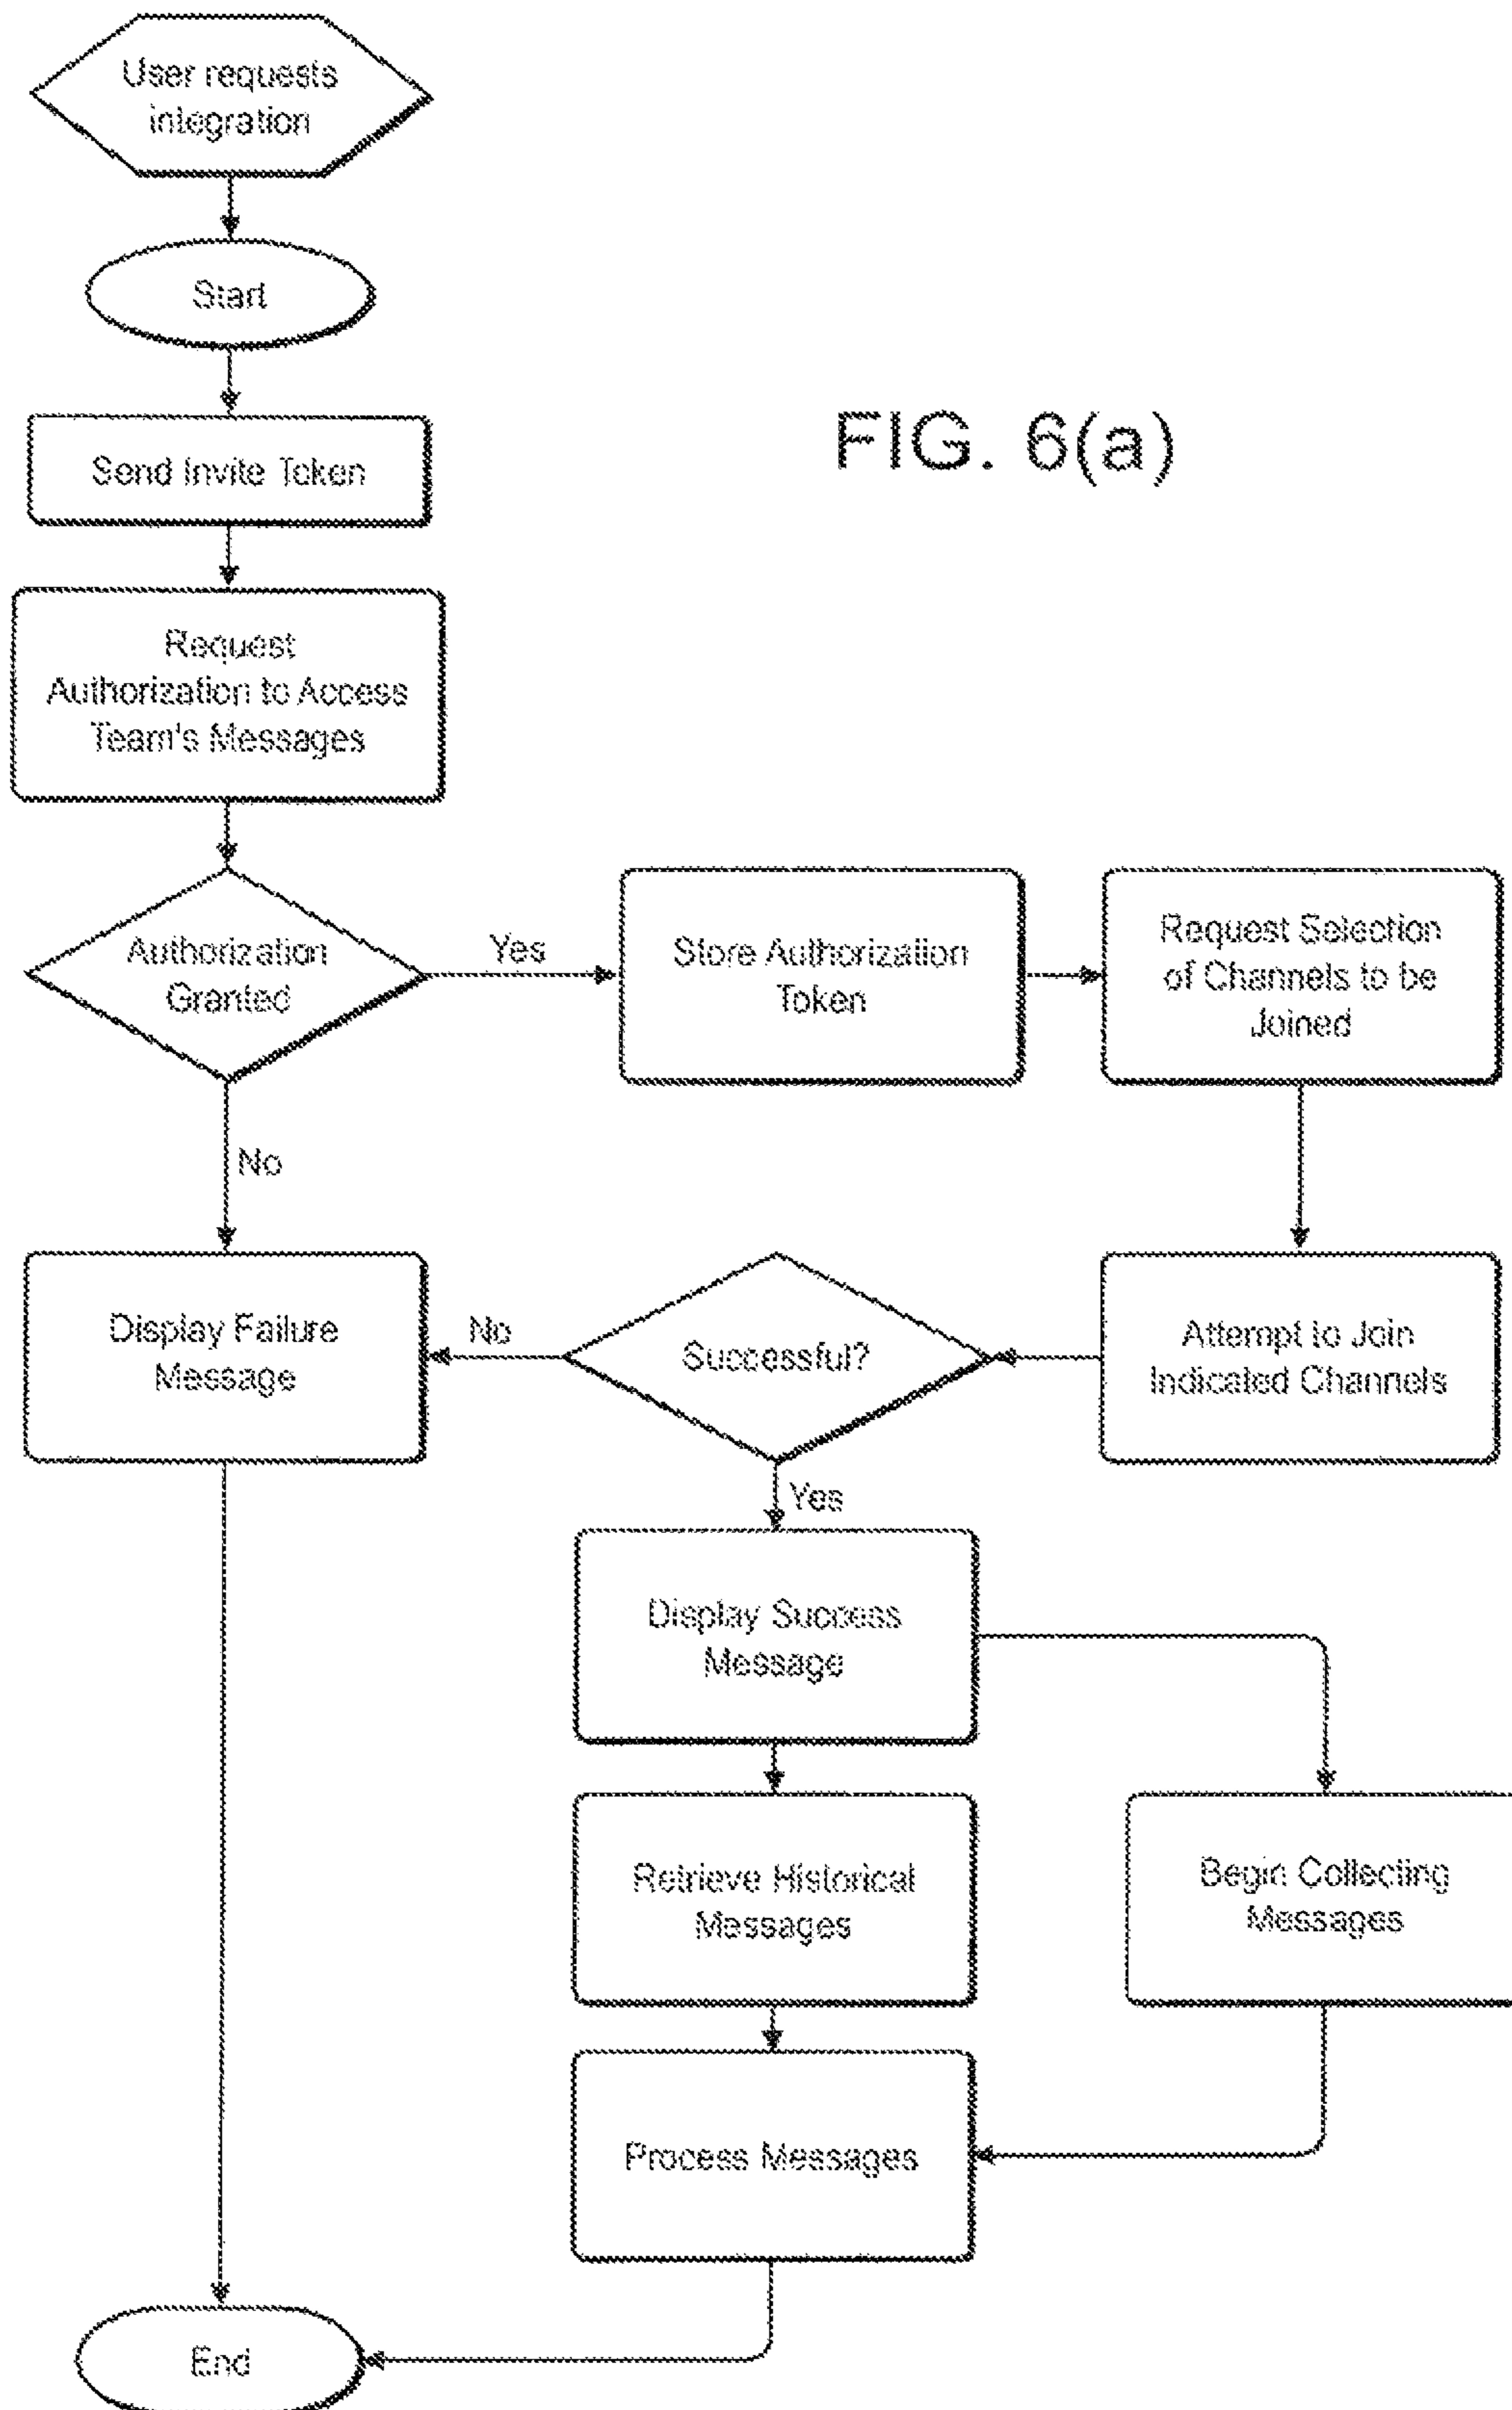 User requests
integration
Start
FIG. 6(a)
Send Invite Token
Request
Authorization to Access
Team's Messages
Authorization
Granted
Yes
Store Authorization
Token
Request Selection
of Channels to be
Joined
No
Display Failure
Message
No
Successful?
Attempt to Join
Indicated Channels
Yes
Display Success
Message
Retrieve Historical
Messages
Begin Collecting
Messages
Process Messages
End